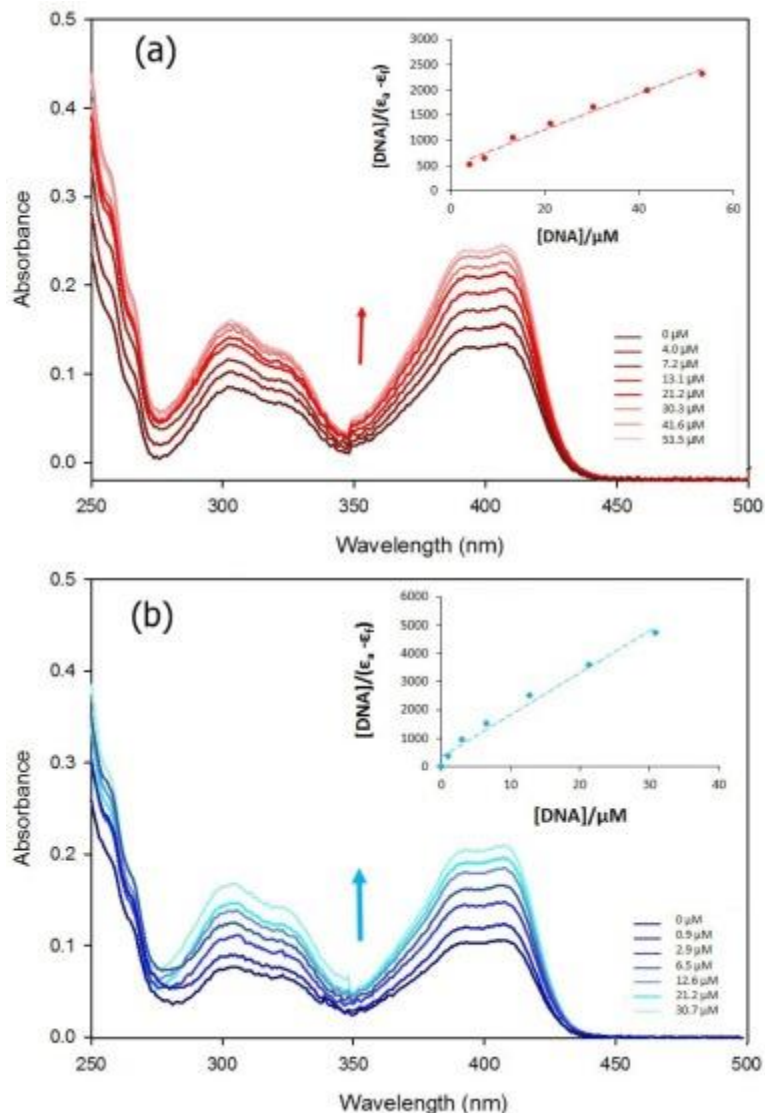 (a)
0.5
0.4
0.3
0.2
0.1
0.0
Absorbance
250 300 350 400 450 500
Wavelength (nm)
[DNA]/(εa -εf)
3000
2500
2000
1500
1000
500
0
0 20 40 60
[DNA]/µM
0 µM
4.0 µM
7.2 µM
13.1 µM
21.2 µM
30.3 µM
41.6 µM
53.5 µM
(b)
0.5
0.4
0.3
0.2
0.1
0.0
Absorbance
250 300 350 400 450 500
Wavelength (nm)
[DNA]/(εa -εf)
6000
5000
4000
3000
2000
1000
0
0 10 20 30 40
[DNA]/µM
0 µM
0.9 µM
2.9 µM
6.5 µM
12.6 µM
21.2 µM
30.7 µM